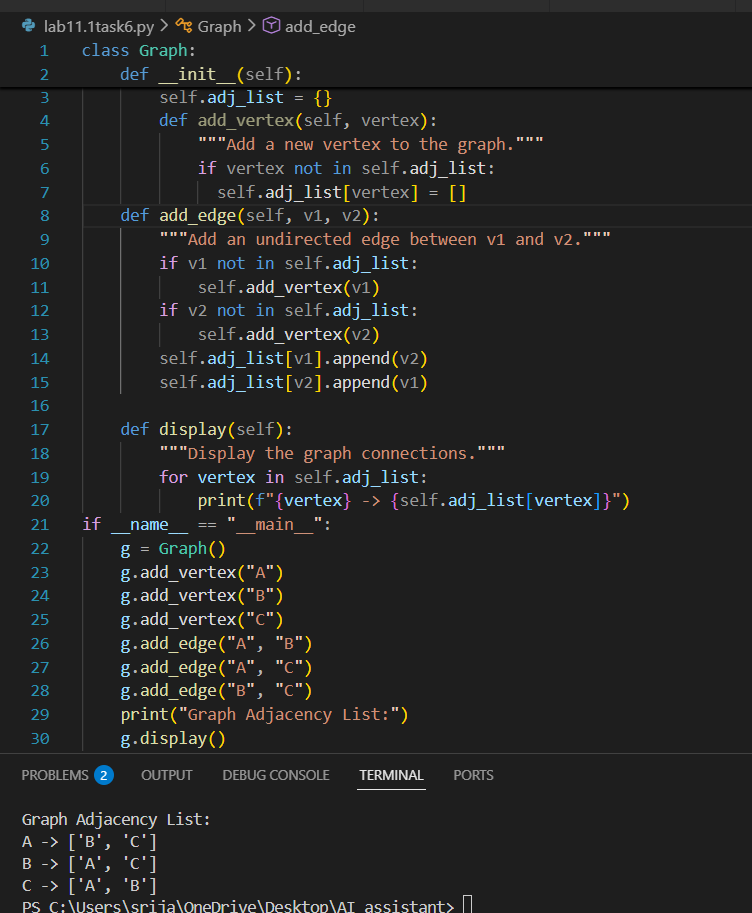 lab11.1task6.py > Graph > add_edge
1 class Graph:
2     def __init__(self):
3         self.adj_list = {}
4         def add_vertex(self, vertex):
5             """Add a new vertex to the graph."""
6             if vertex not in self.adj_list:
7               self.adj_list[vertex] = []
8     def add_edge(self, v1, v2):
9         """Add an undirected edge between v1 and v2."""
10         if v1 not in self.adj_list:
11             self.add_vertex(v1)
12         if v2 not in self.adj_list:
13             self.add_vertex(v2)
14         self.adj_list[v1].append(v2)
15         self.adj_list[v2].append(v1)
16
17     def display(self):
18         """Display the graph connections."""
19         for vertex in self.adj_list:
20             print(f"{vertex} -> {self.adj_list[vertex]}")
21 if __name__ == "__main__":
22     g = Graph()
23     g.add_vertex("A")
24     g.add_vertex("B")
25     g.add_vertex("C")
26     g.add_edge("A", "B")
27     g.add_edge("A", "C")
28     g.add_edge("B", "C")
29     print("Graph Adjacency List:")
30     g.display()
PROBLEMS 2 OUTPUT DEBUG CONSOLE TERMINAL PORTS
Graph Adjacency List:
A -> ['B', 'C']
B -> ['A', 'C']
C -> ['A', 'B']
PS C:\Users\srija\OneDrive\Desktop\AI assistant>